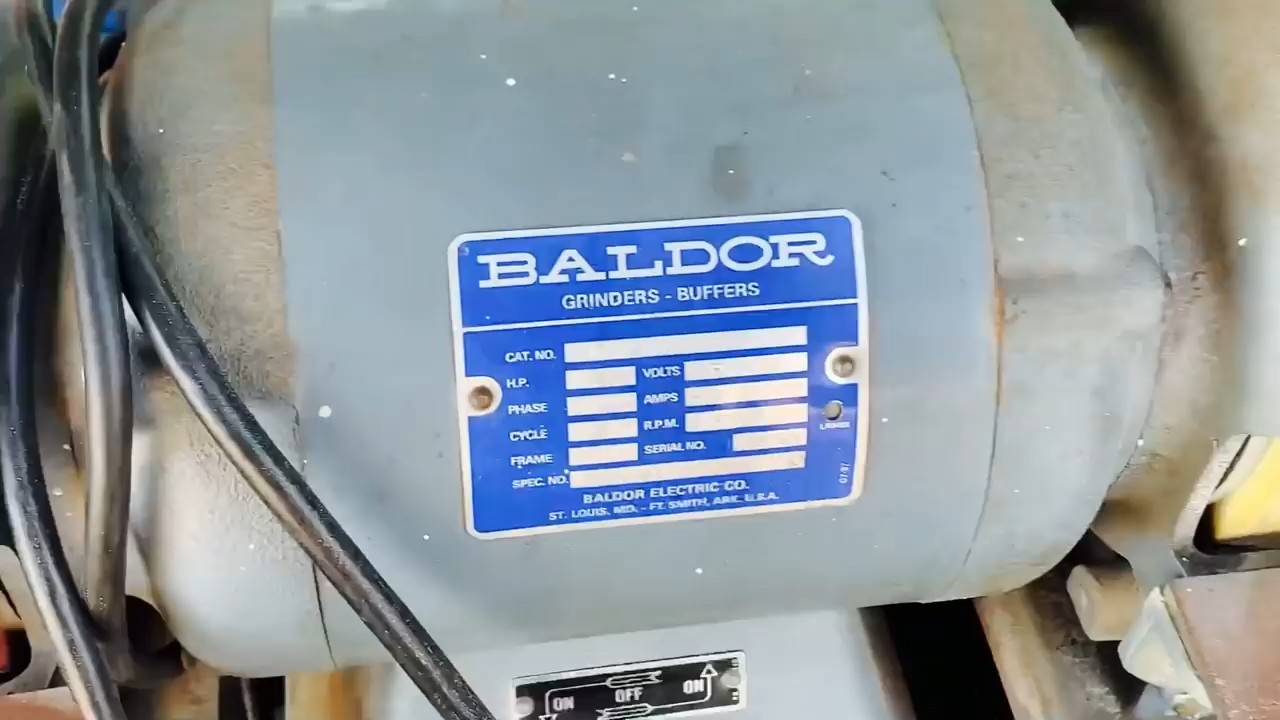 BALDOR
GRINDERS - BUFFERS
CAT. NO.
H.P. VOLTS
PHASE AMPS
CYCLE R.P.M.
FRAME SERIAL NO.
SPEC. NO.
BALDOR ELECTRIC CO.
ST. LOUIS, MO. - FT. SMITH, ARK. U.S.A.
ON OFF ON